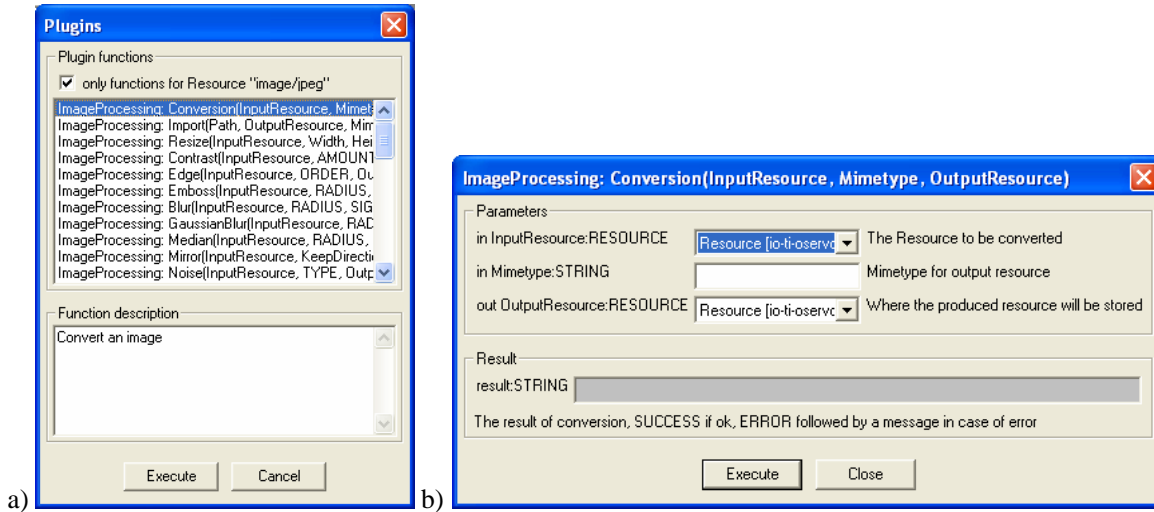 Plugins
Plugin functions
only functions for Resource "image/jpeg"
ImageProcessing: Conversion(InputResource, Mimet
ImageProcessing: Import(Path, OutputResource, Mim
ImageProcessing: Resize(InputResource, Width, Hei
ImageProcessing: Contrast(InputResource, AMOUNT
ImageProcessing: Edge(InputResource, ORDER, Ou
ImageProcessing: Emboss(InputResource, RADIUS,
ImageProcessing: Blur(InputResource, RADIUS, SIG
ImageProcessing: GaussianBlur(InputResource, RAD
ImageProcessing: Median(InputResource, RADIUS,
ImageProcessing: Mirror(InputResource, KeepDirecti
ImageProcessing: Noise(InputResource, TYPE, Outp
Function description
Convert an image
Execute Cancel
a)
ImageProcessing: Conversion(InputResource, Mimetype, OutputResource)
Parameters
in InputResource:RESOURCE Resource [io-ti-oservc The Resource to be converted
in Mimetype:STRING Mimetype for output resource
out OutputResource:RESOURCE Resource [io-ti-oservc Where the produced resource will be stored
Result
result:STRING
The result of conversion, SUCCESS if ok, ERROR followed by a message in case of error
Execute Close
b)